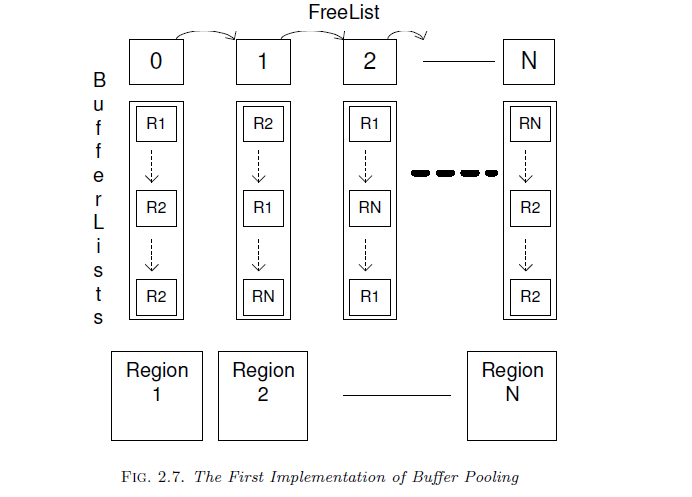 FreeList
0 1 2 N
BufferLists
R1 R2 R1 RN
R2 R1 RN R2
R2 RN R1 R2
Region Region Region
1 2 N
FIG. 2.7. The First Implementation of Buffer Pooling